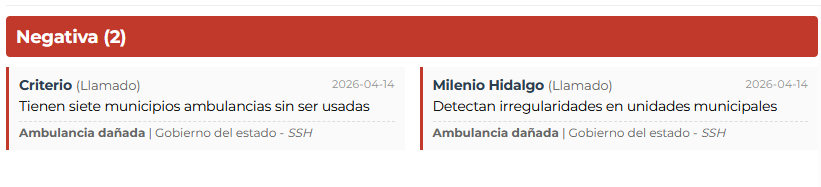 Negativa (2)
Criterio (Llamado) 2026-04-14
Tienen siete municipios ambulancias sin ser usadas
Ambulancia dañada | Gobierno del estado - SSH
Milenio Hidalgo (Llamado) 2026-04-14
Detectan irregularidades en unidades municipales
Ambulancia dañada | Gobierno del estado - SSH